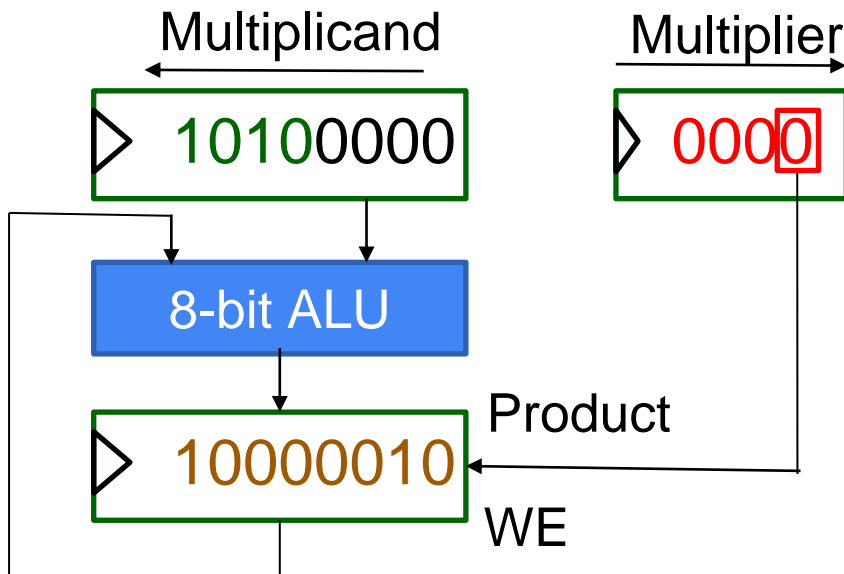 Multiplicand
Multiplier
10100000
0000
8-bit ALU
Product
10000010
WE